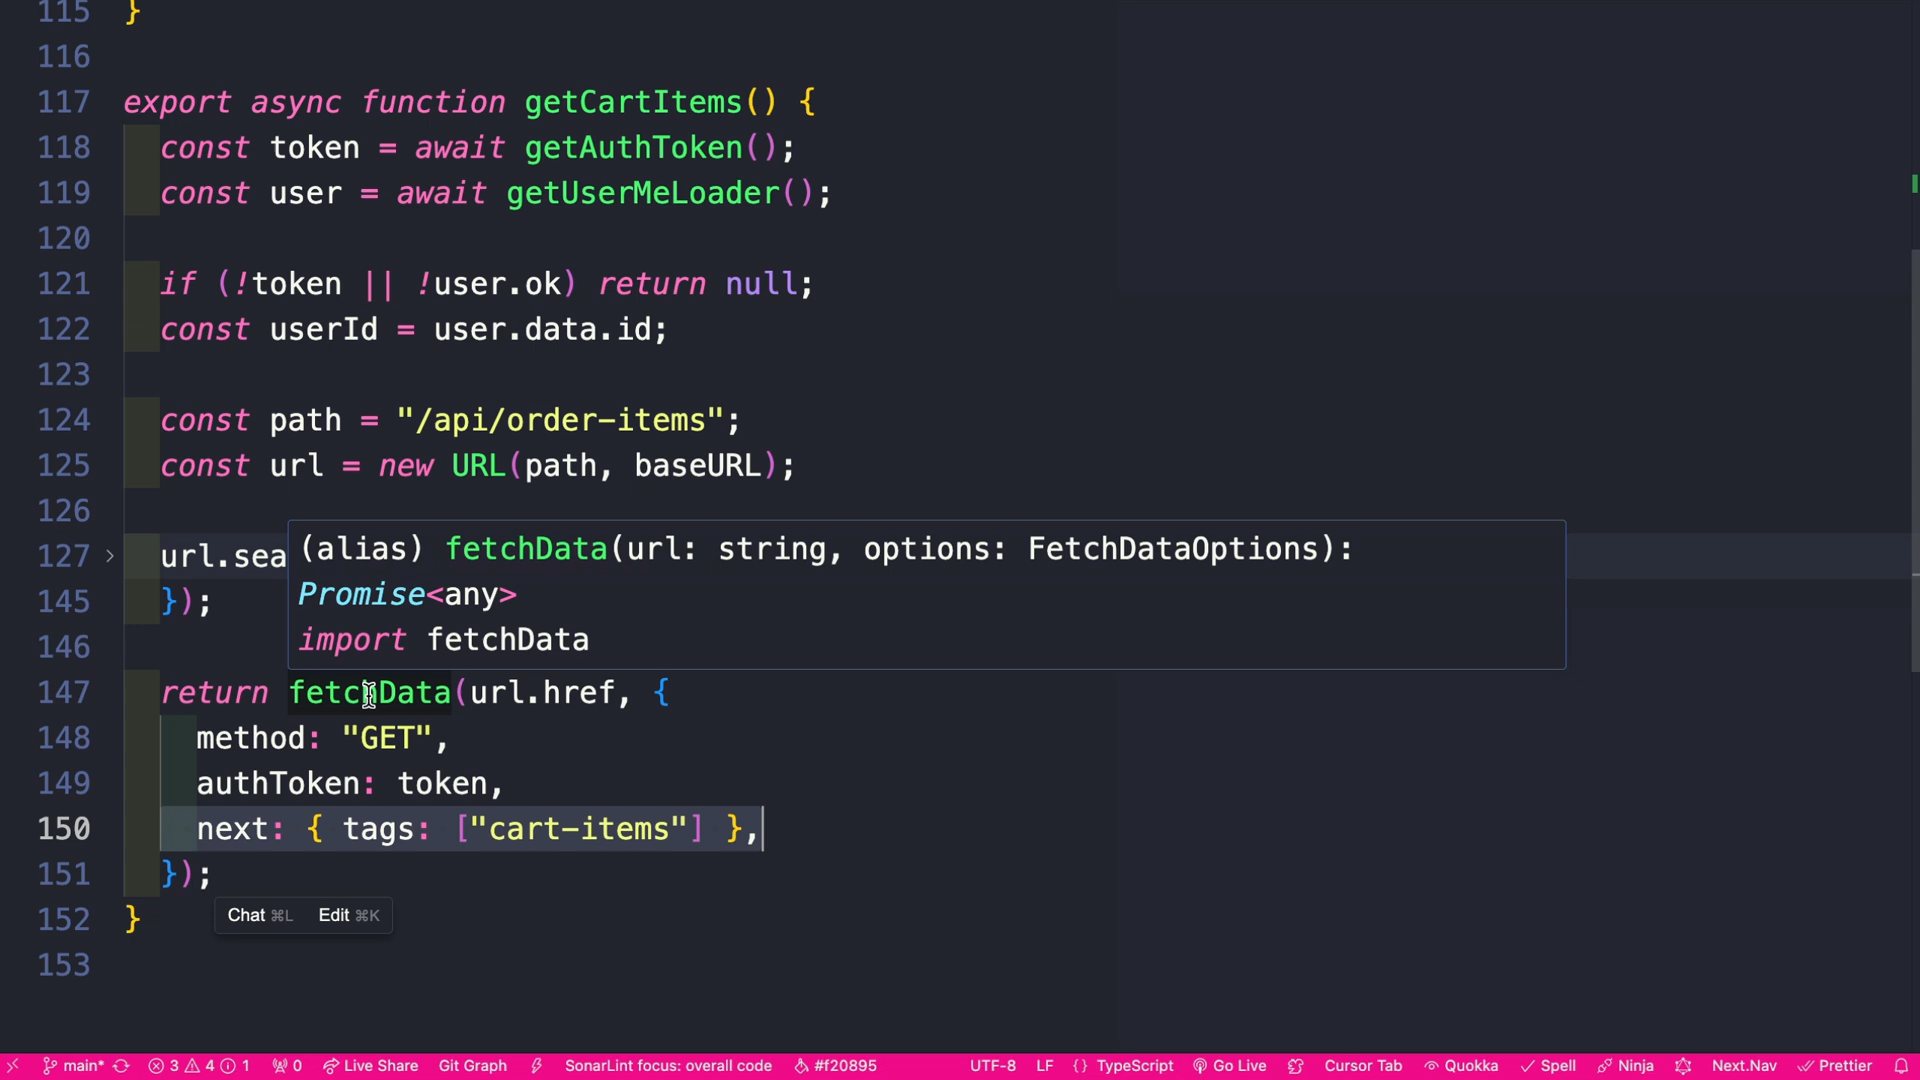 115 }
116
117 export async function getCartItems() {
118 const token = await getAuthToken();
119 const user = await getUserMeLoader();
120
121 if (!token || !user.ok) return null;
122 const userId = user.data.id;
123
124 const path = "/api/order-items";
125 const url = new URL(path, baseURL);
126
(alias) fetchData(url: string, options: FetchDataOptions):
127 > url.sea
Promise<any>
145 });
import fetchData
146
147 return fetchData(url.href, {
148 method: "GET",
149 authToken: token,
150 next: { tags: ["cart-items"] },
151 });
Chat ⌘L Edit ⌘K
152 }
153
main* 3 4 1 0 Live Share Git Graph SonarLint focus: overall code #f20895 UTF-8 LF {} TypeScript Go Live Cursor Tab Quokka Spell Ninja Next.Nav Prettier